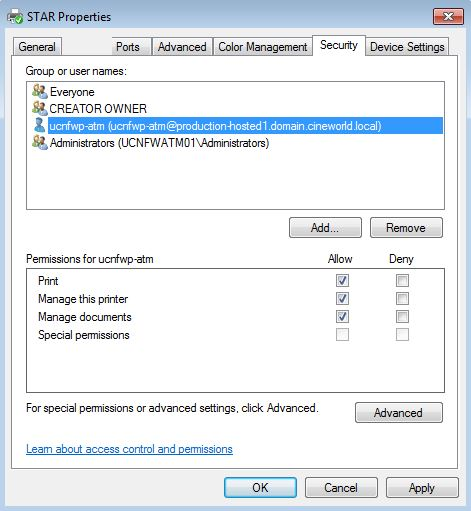 STAR Properties
General Ports Advanced Color Management Security Device Settings
Group or user names:
Everyone
CREATOR OWNER
ucnfwp-atm (ucnfwp-atm@production-hosted1.domain.cineworld.local)
Administrators (UCNFWATM01\Administrators)
Add... Remove
Permissions for ucnfwp-atm Allow Deny
Print
Manage this printer
Manage documents
Special permissions
For special permissions or advanced settings, click Advanced. Advanced
Learn about access control and permissions
OK Cancel Apply